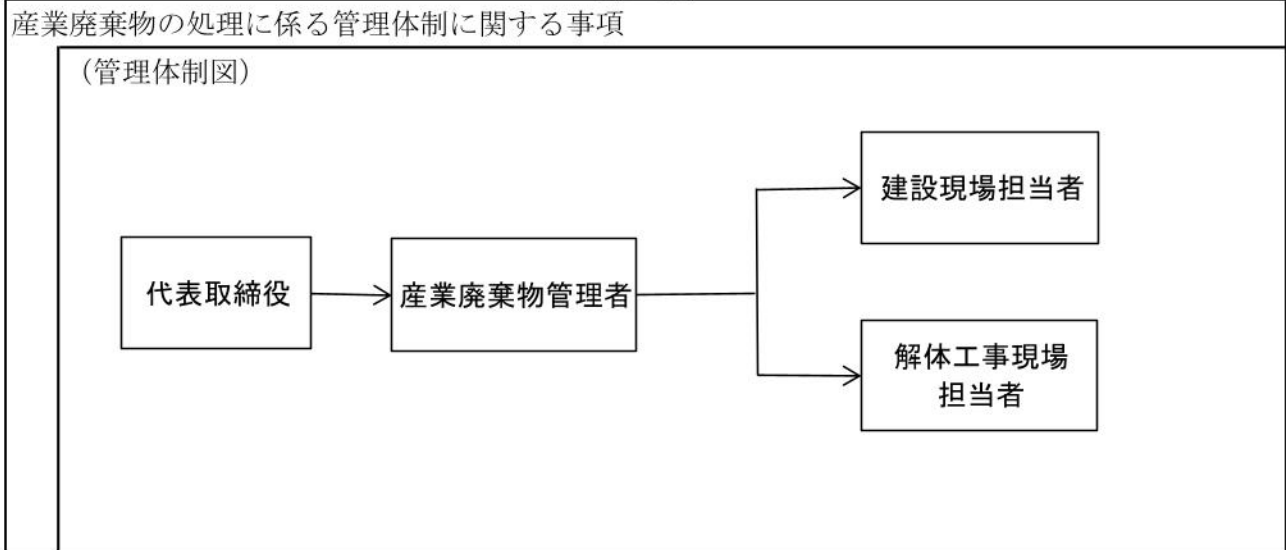 産業廃棄物の処理に係る管理体制に関する事項
（管理体制図）
代表取締役
産業廃棄物管理者
建設現場担当者
解体工事現場
担当者